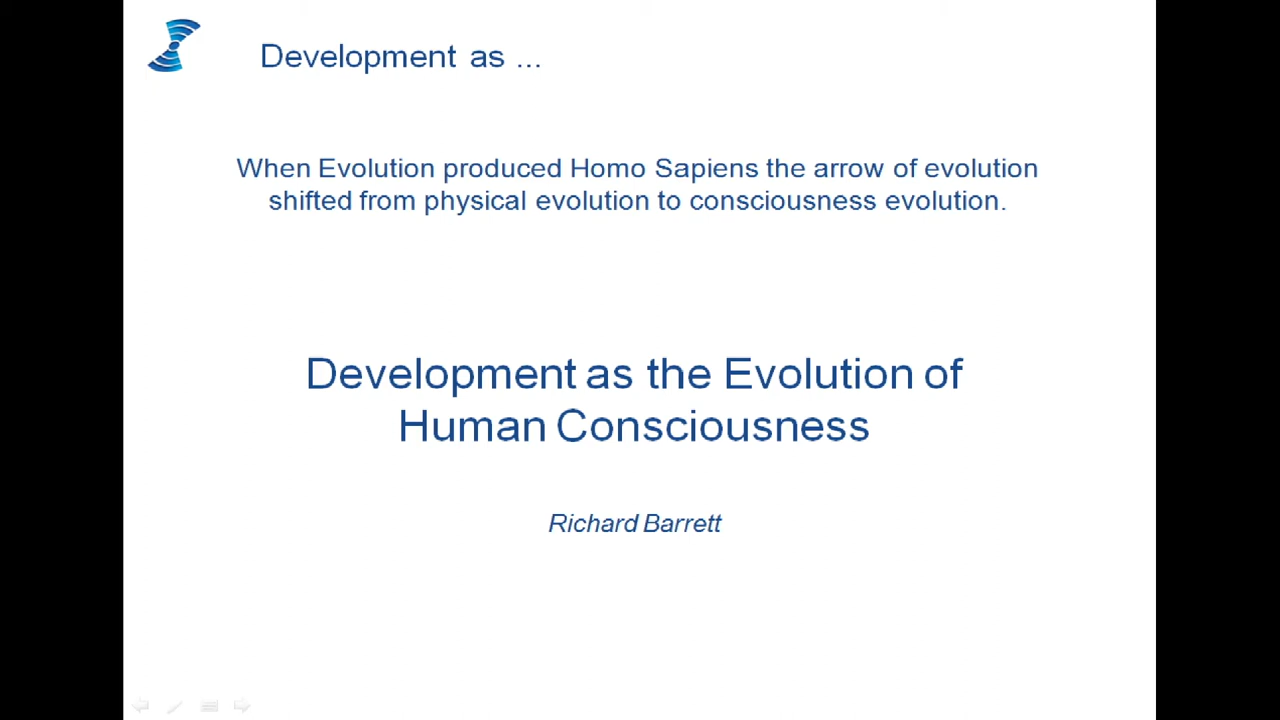 Development as ...
When Evolution produced Homo Sapiens the arrow of evolution
shifted from physical evolution to consciousness evolution.
Development as the Evolution of
Human Consciousness
Richard Barrett